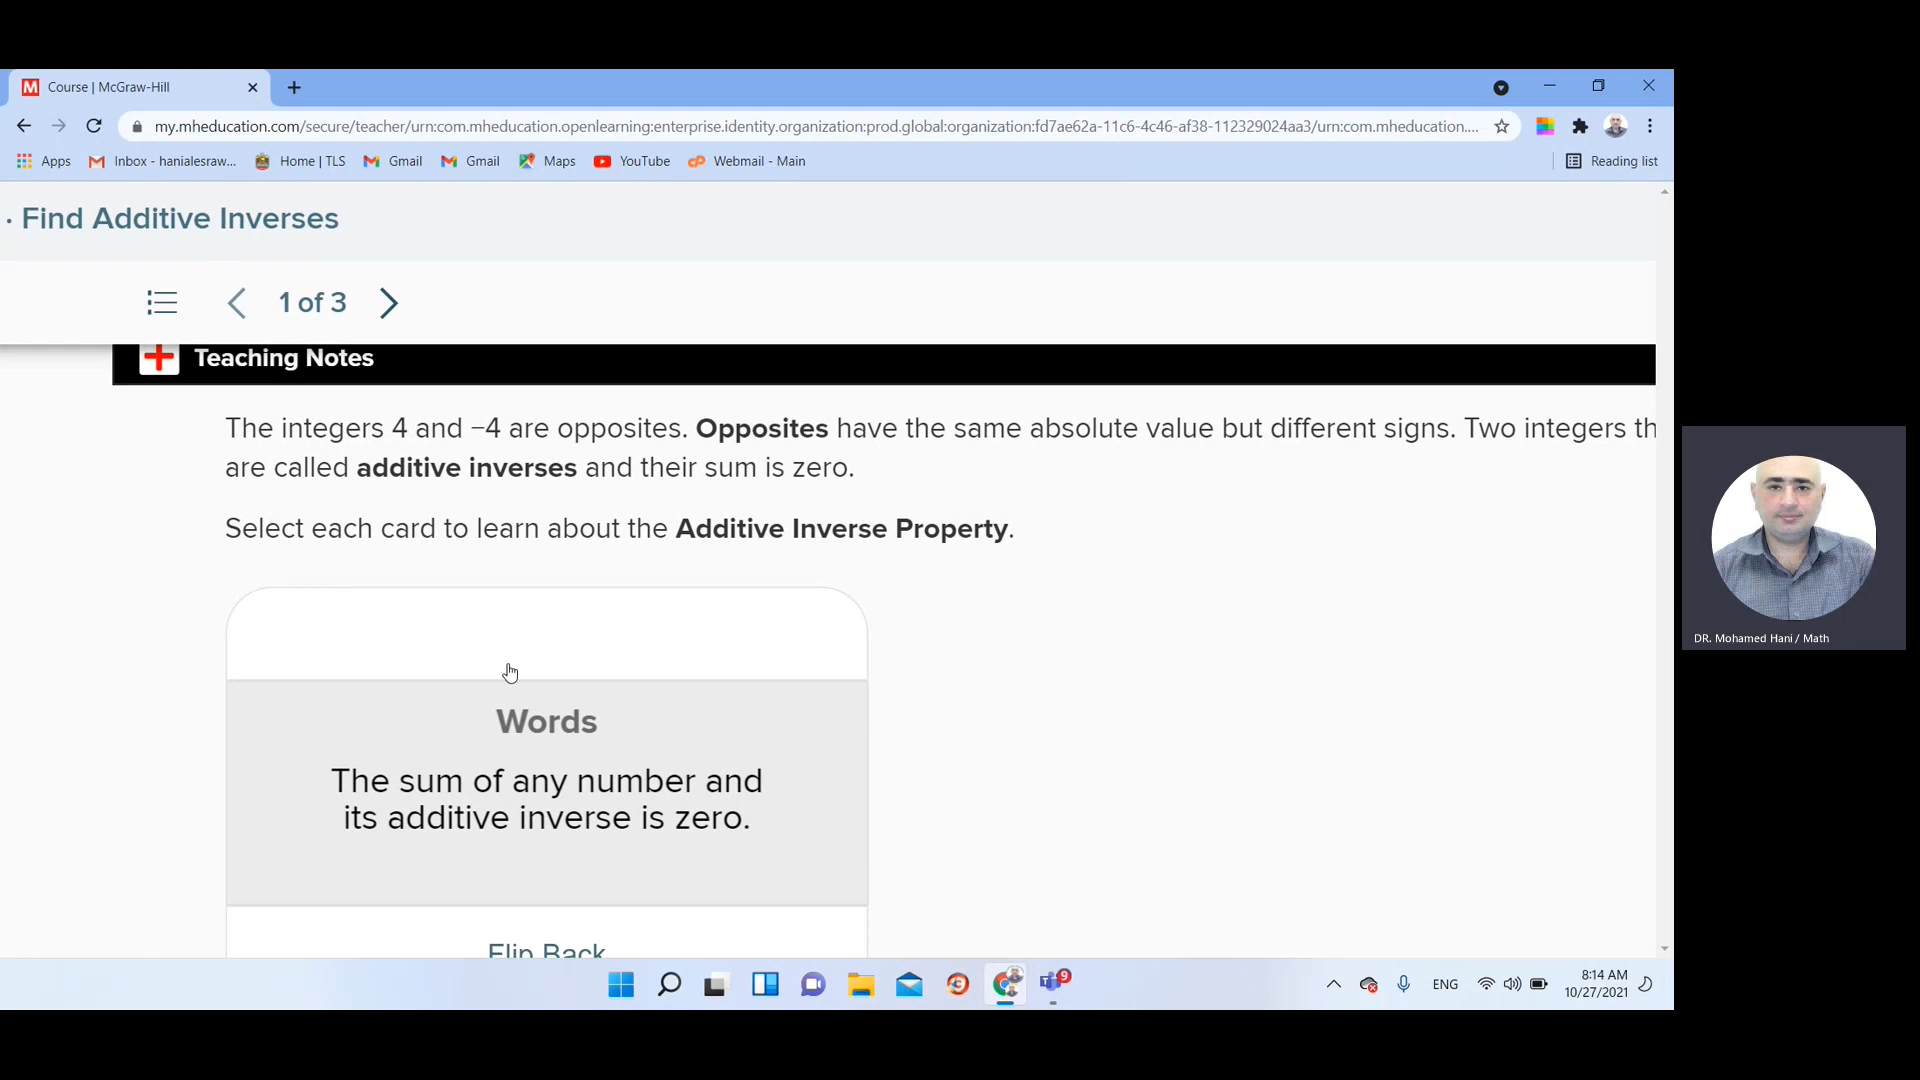 Course | McGraw-Hill
my.mheducation.com/secure/teacher/urn:com.mheducation.openlearning:enterprise.identity.organization:prod.global:organization:fd7ae62a-11c6-4c46-af38-112329024aa3/urn:com.mheducation....
Apps Inbox - hanialesraw... Home | TLS Gmail Gmail Maps YouTube Webmail - Main Reading list
· Find Additive Inverses
1 of 3
Teaching Notes
The integers 4 and −4 are opposites. Opposites have the same absolute value but different signs. Two integers th
are called additive inverses and their sum is zero.
Select each card to learn about the Additive Inverse Property.
Words
The sum of any number and
its additive inverse is zero.
Flip Back
DR. Mohamed Hani / Math
9
ENG
8:14 AM
10/27/2021